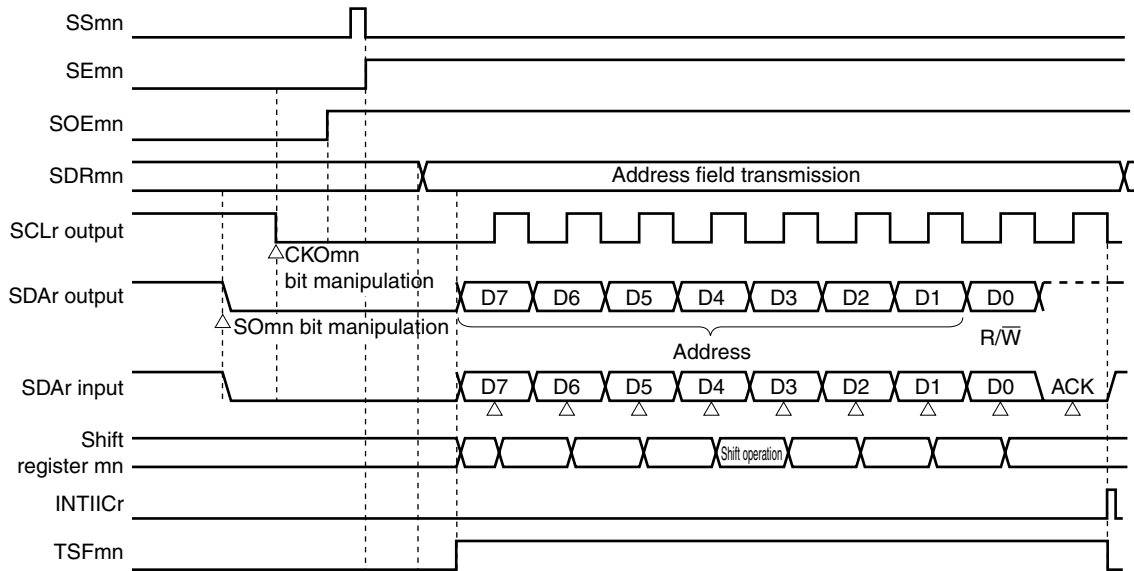 SSmn
SEmn
SOEmn
SDRmn
Address field transmission
SCLr output
CKOmn
bit manipulation
SDAr output
D7 D6 D5 D4 D3 D2 D1 D0
SOmn bit manipulation
R/W̅
Address
SDAr input
D7 D6 D5 D4 D3 D2 D1 D0 ACK
Shift
register mn
Shift operation
INTIICr
TSFmn